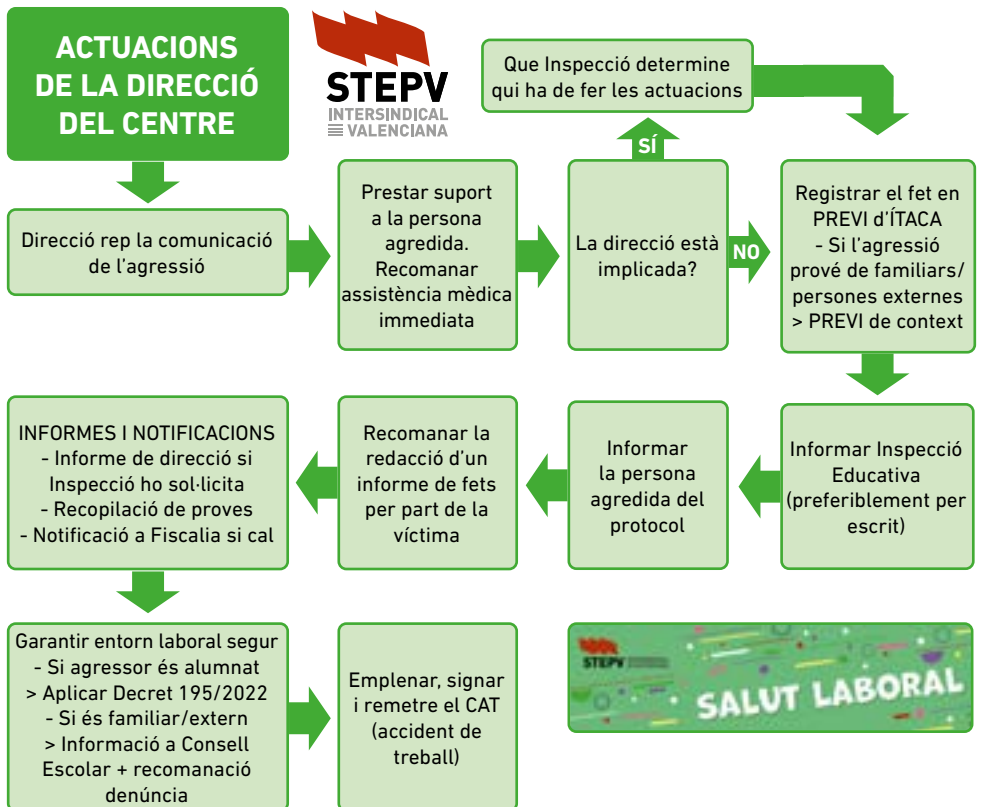 ACTUACIONS
DE LA DIRECCIÓ
DEL CENTRE
STEPV
INTERSINDICAL
VALENCIANA
Que Inspecció determine
qui ha de fer les actuacions
SÍ
Direcció rep la comunicació
de l'agressió
Prestar suport
a la persona
agredida.
Recomanar
assistència mèdica
immediata
La direcció està
implicada?
NO
Registrar el fet en
PREVI d'ÍTACA
- Si l'agressió
prové de familiars/
persones externes
> PREVI de context
Informar Inspecció
Educativa
(preferiblement per
escrit)
Informar
la persona
agredida del
protocol
Recomanar la
redacció d'un
informe de fets
per part de la
víctima
INFORMES I NOTIFICACIONS
- Informe de direcció si
Inspecció ho sol·licita
- Recopilació de proves
- Notificació a Fiscalia si cal
Garantir entorn laboral segur
- Si agressor és alumnat
> Aplicar Decret 195/2022
- Si és familiar/extern
> Informació a Consell
Escolar + recomanació
denúncia
Emplenar, signar
i remetre el CAT
(accident de
treball)
STEPV
SALUT LABORAL